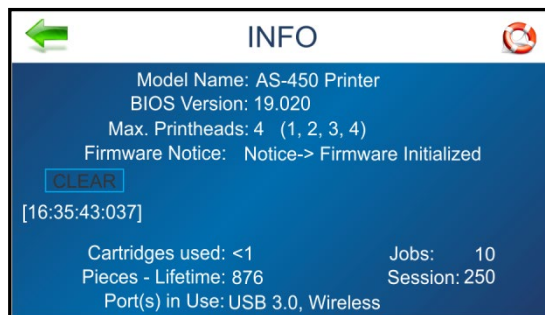 INFO
Model Name: AS-450 Printer
BIOS Version: 19.020
Max. Printheads: 4 (1, 2, 3, 4)
Firmware Notice: Notice-> Firmware Initialized
CLEAR
[16:35:43:037]
Cartridges used: <1 Jobs: 10
Pieces - Lifetime: 876 Session: 250
Port(s) in Use: USB 3.0, Wireless